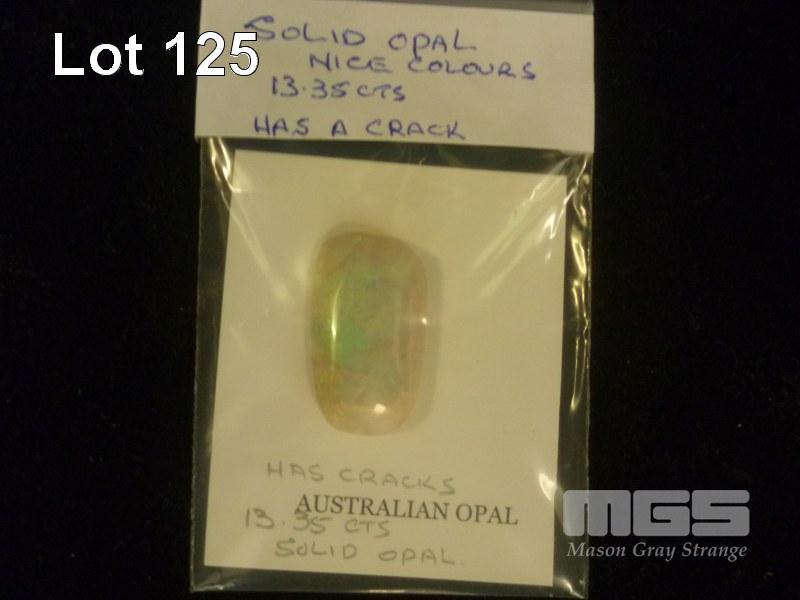 Lot 125
SOLID OPAL
NICE COLOURS
13.35 CTS
HAS A CRACK
HAS CRACKS
AUSTRALIAN OPAL
13.35 CTS
SOLID OPAL.
MGS
Mason Gray Strange